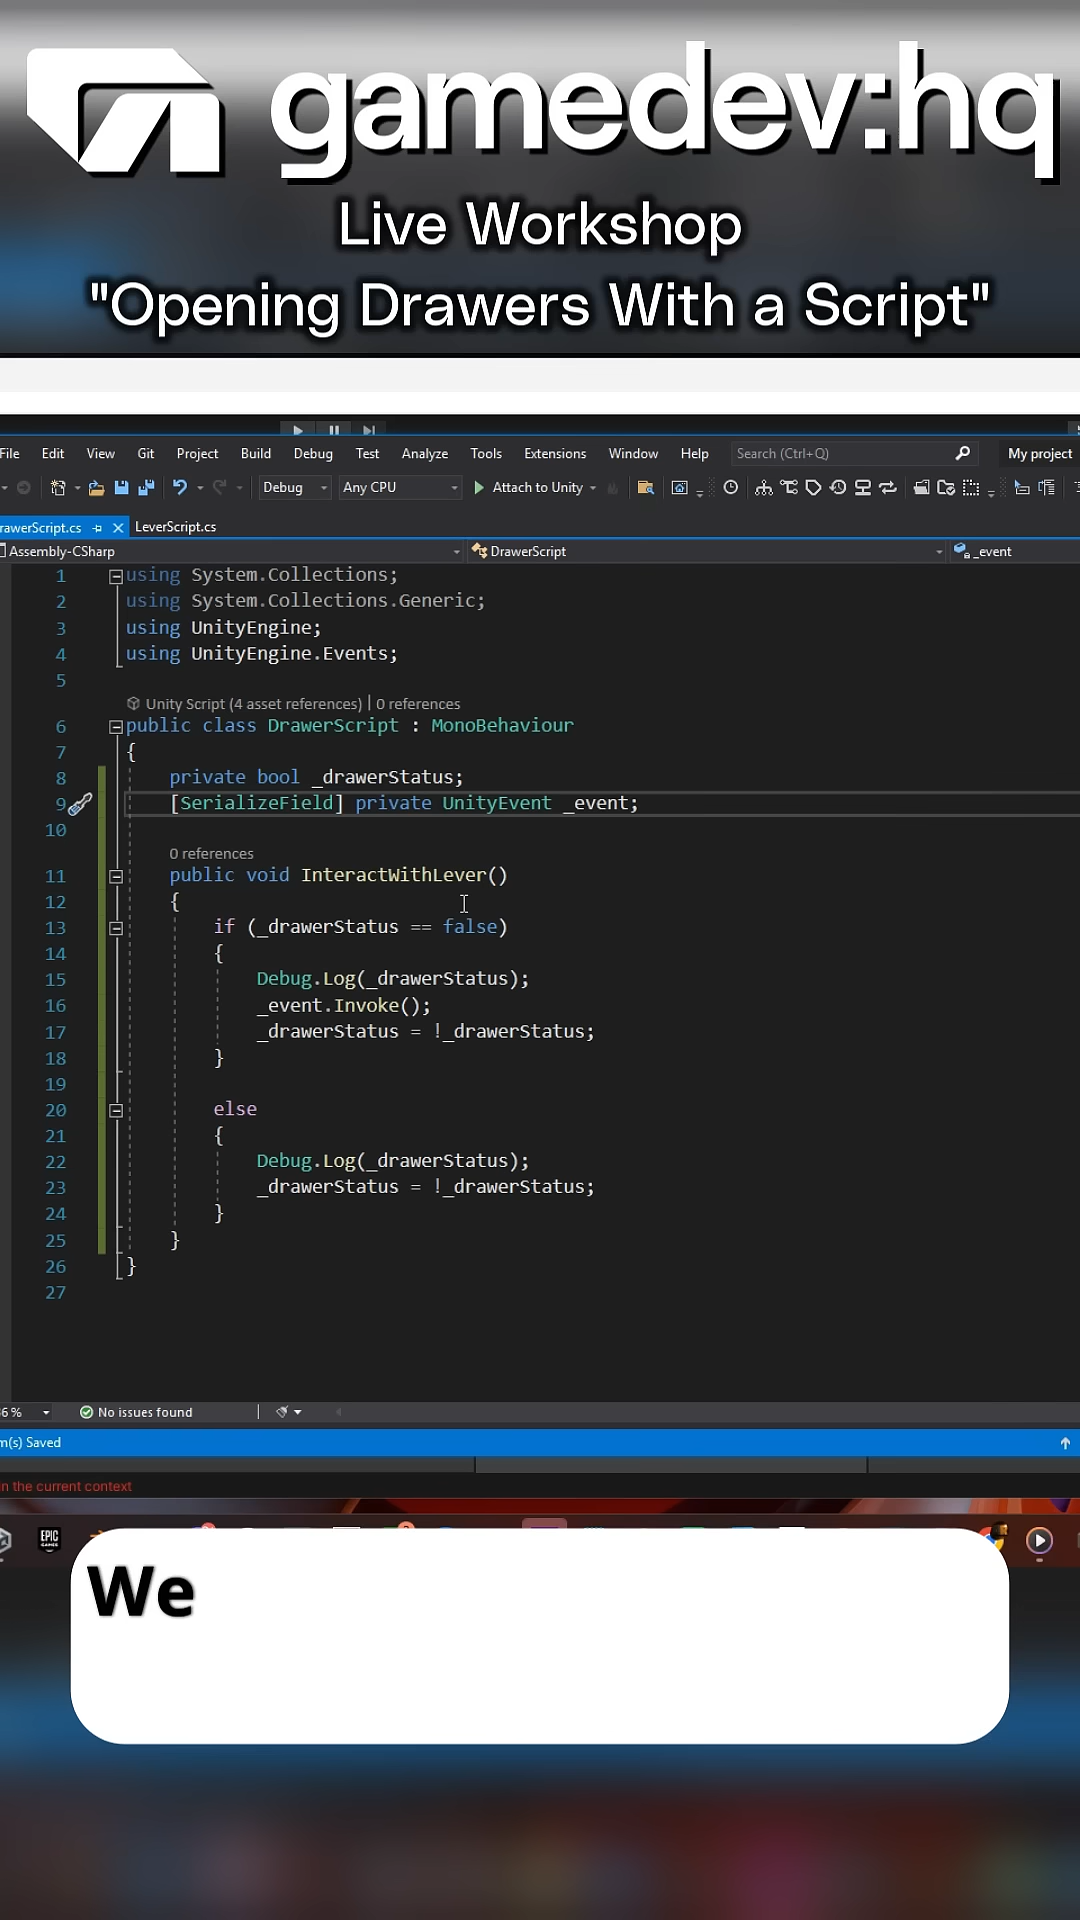 gamedev:hq
Live Workshop
"Opening Drawers With a Script"
File Edit View Git Project Build Debug Test Analyze Tools Extensions Window Help Search (Ctrl+Q) My project
Debug Any CPU Attach to Unity
rawerScript.cs LeverScript.cs
Assembly-CSharp DrawerScript _event
1 using System.Collections;
2 using System.Collections.Generic;
3 using UnityEngine;
4 using UnityEngine.Events;
5
Unity Script (4 asset references) | 0 references
6 public class DrawerScript : MonoBehaviour
7 {
8 private bool _drawerStatus;
9 [SerializeField] private UnityEvent _event;
10
0 references
11 public void InteractWithLever()
12 {
13 if (_drawerStatus == false)
14 {
15 Debug.Log(_drawerStatus);
16 _event.Invoke();
17 _drawerStatus = !_drawerStatus;
18 }
19
20 else
21 {
22 Debug.Log(_drawerStatus);
23 _drawerStatus = !_drawerStatus;
24 }
25 }
26 }
27
6 % No issues found
m(s) Saved
n the current context
EPIC GAMES
We